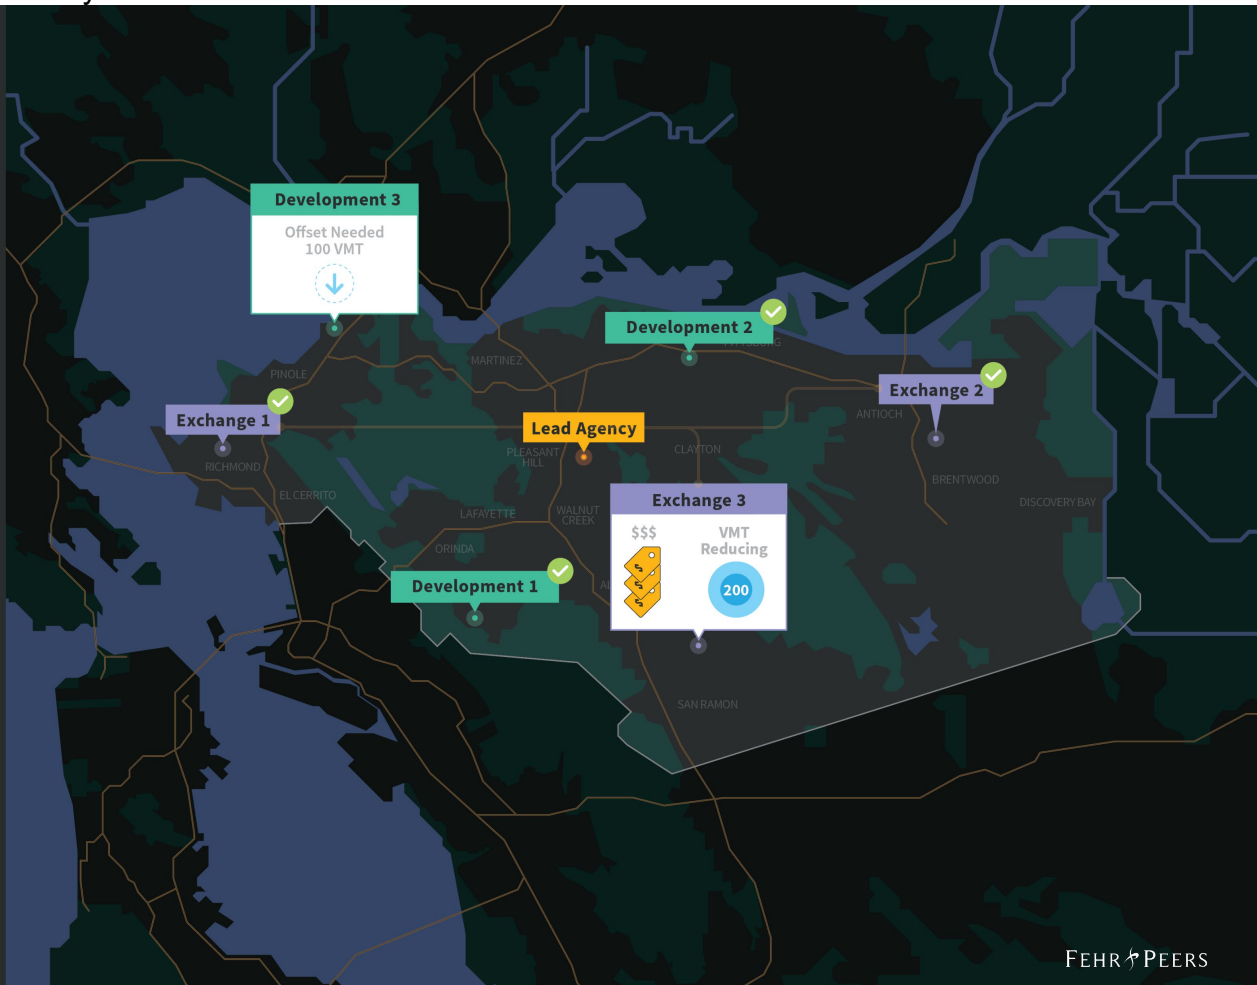 Development 3
Offset Needed
100 VMT
Development 2
PITTSBURG
MARTINEZ
PINOLE
Exchange 2
Exchange 1
ANTIOCH
Lead Agency
PLEASANT
HILL
CLAYTON
RICHMOND
BRENTWOOD
EL CERRITO
DISCOVERY BAY
Exchange 3
LAFAYETTE
WALNUT
CREEK
$$$
VMT
Reducing
ORINDA
Development 1
200
SAN RAMON
FEHR PEERS